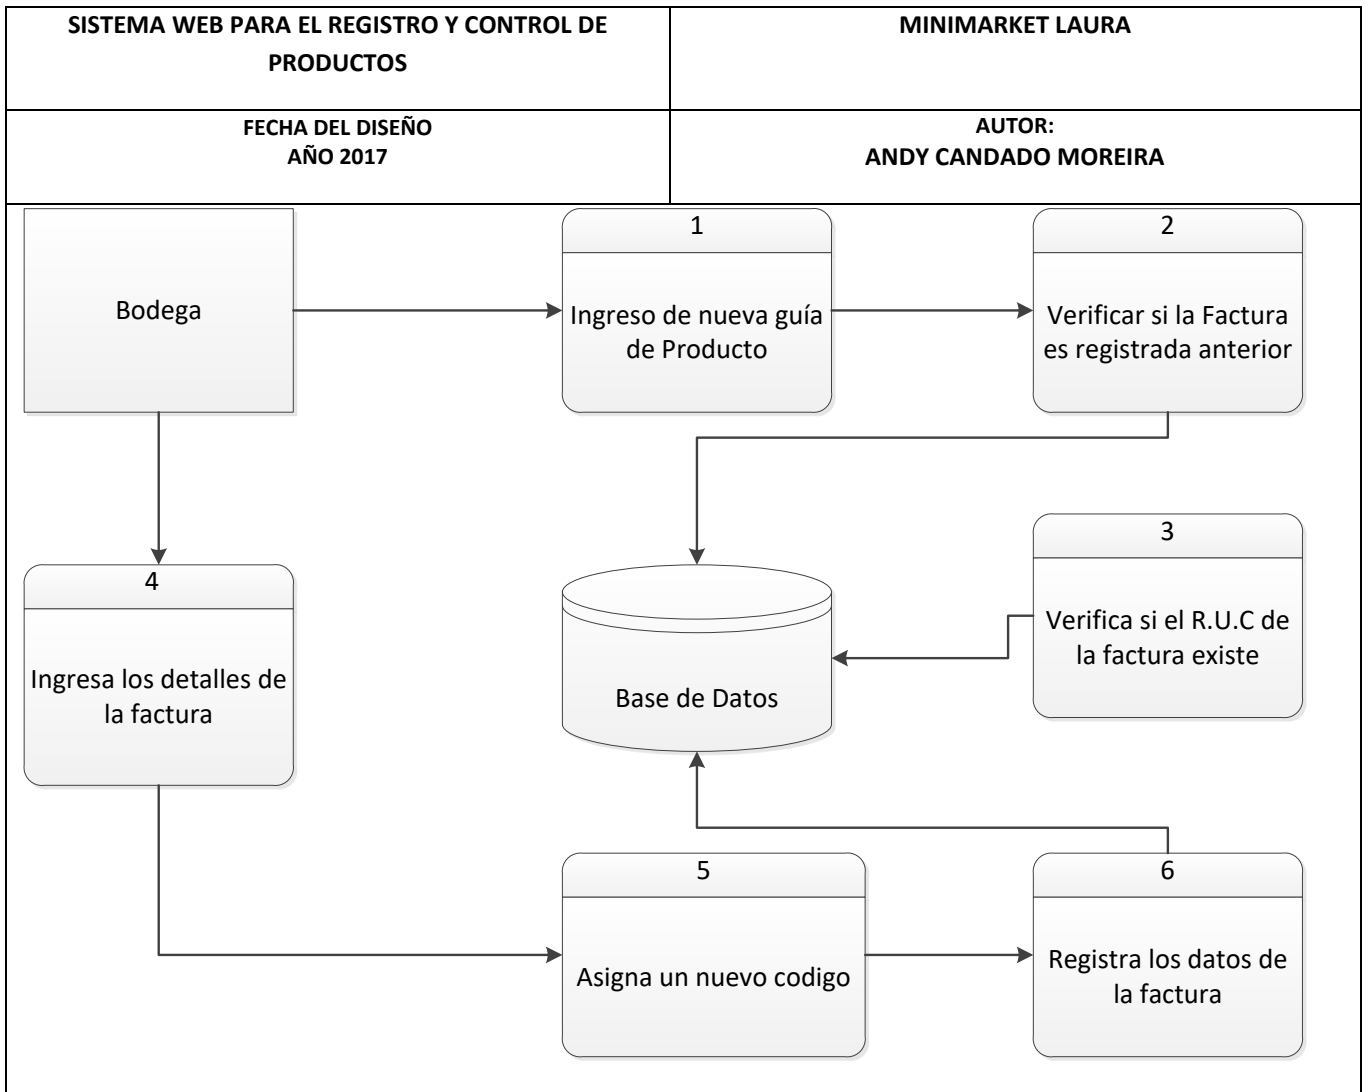 SISTEMA WEB PARA EL REGISTRO Y CONTROL DE
PRODUCTOS
MINIMARKET LAURA
FECHA DEL DISEÑO
AÑO 2017
AUTOR:
ANDY CANDADO MOREIRA
Bodega
1
Ingreso de nueva guía
de Producto
2
Verificar si la Factura
es registrada anterior
3
Verifica si el R.U.C de
la factura existe
4
Ingresa los detalles de
la factura
Base de Datos
5
Asigna un nuevo codigo
6
Registra los datos de
la factura